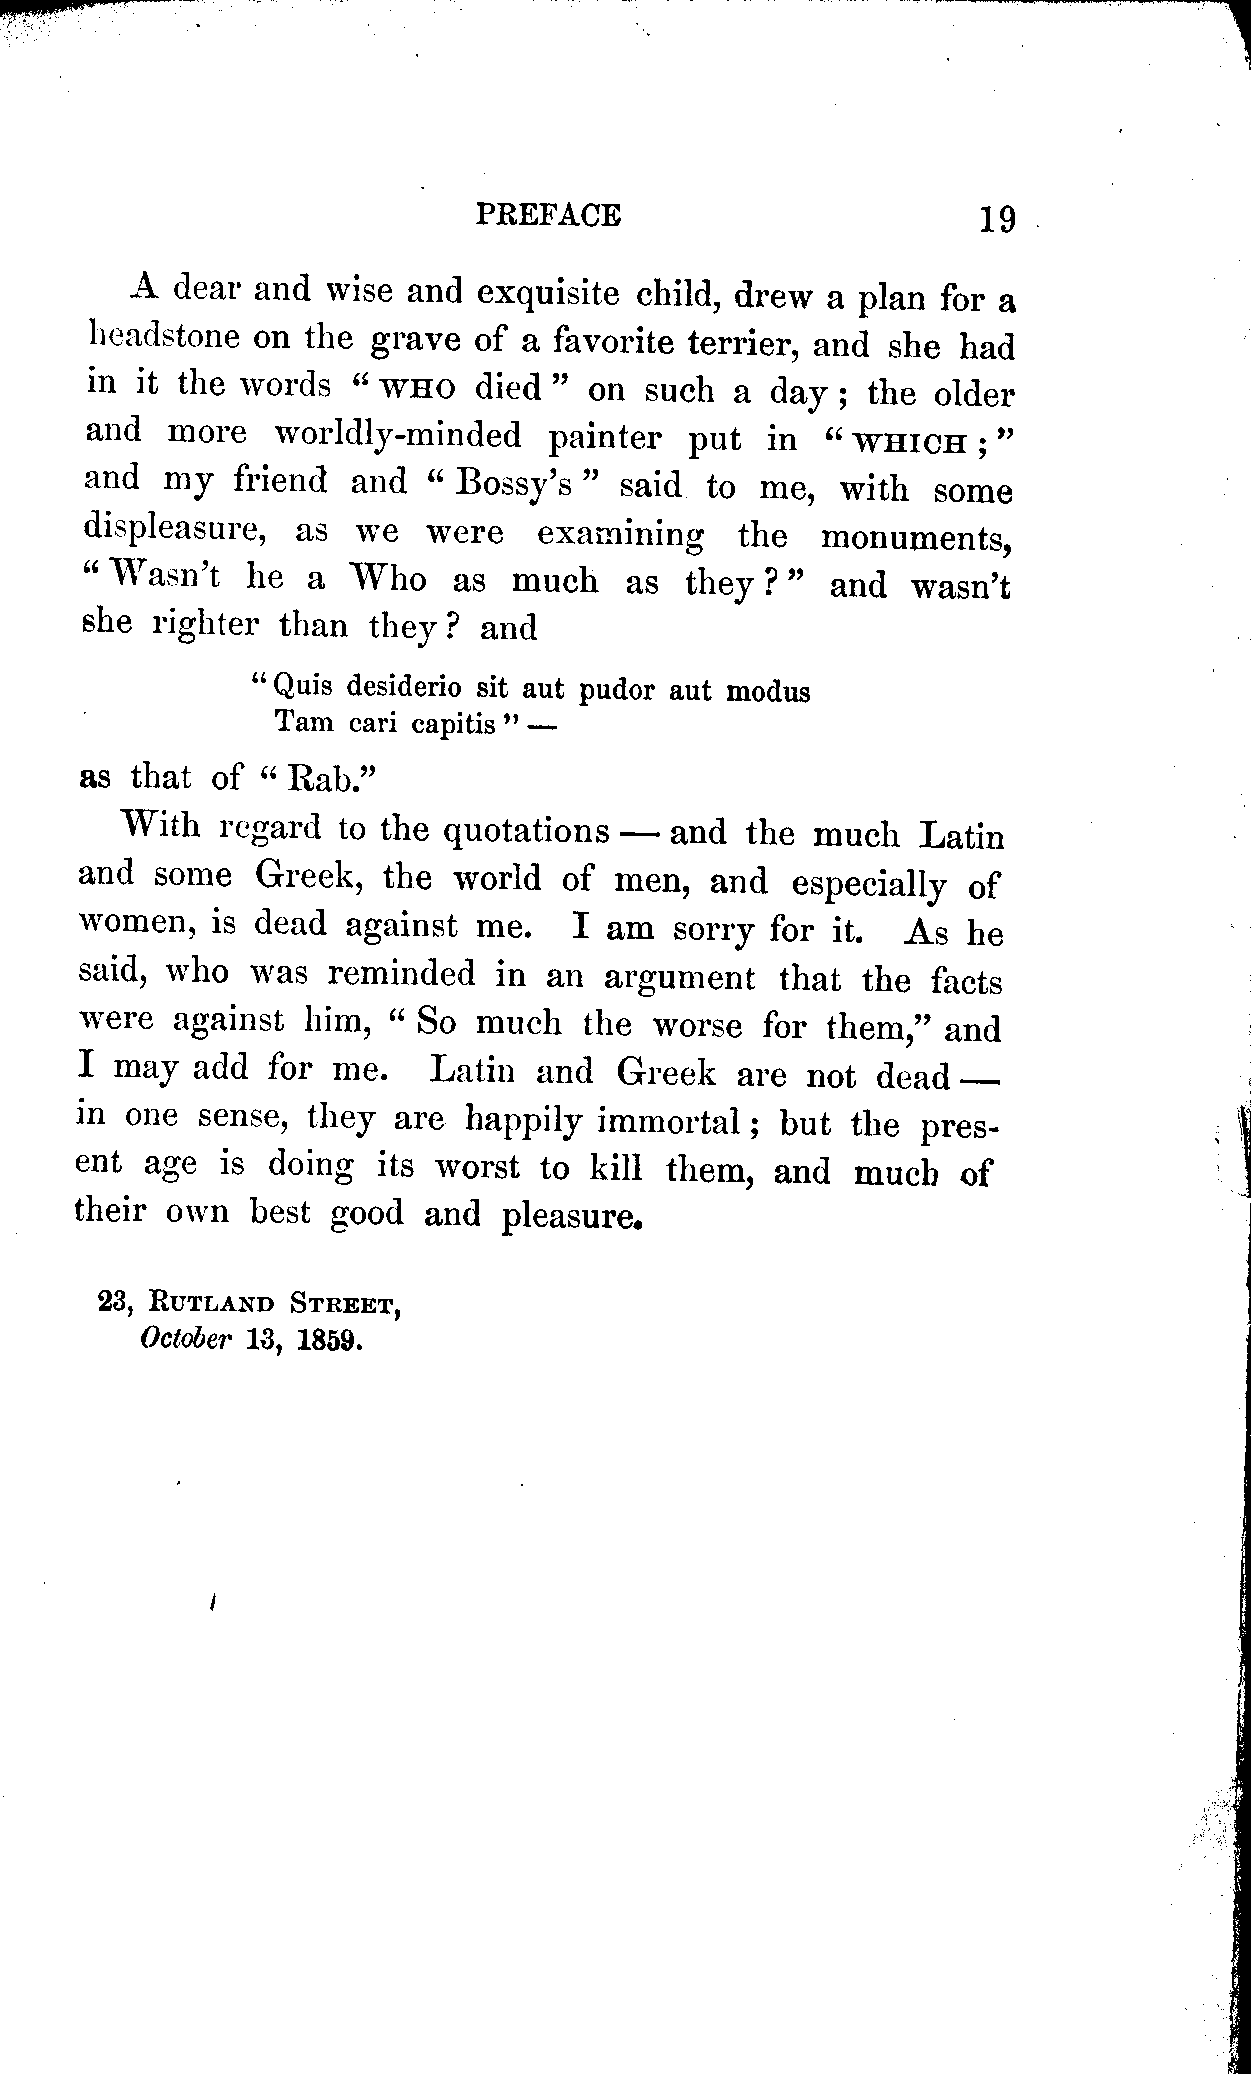 PREFACE 19
A dear and wise and exquisite child, drew a plan for a
headstone on the grave of a favorite terrier, and she had
in it the words “ WHO died ” on such a day ; the older
and more worldly-minded painter put in “ WHICH ; ”
and my friend and “ Bossy’s ” said to me, with some
displeasure, as we were examining the monuments,
“ Wasn’t he a Who as much as they ? ” and wasn’t
she righter than they ? and
“ Quis desiderio sit aut pudor aut modus
Tam cari capitis ” —
as that of “ Rab.”
With regard to the quotations — and the much Latin
and some Greek, the world of men, and especially of
women, is dead against me. I am sorry for it. As he
said, who was reminded in an argument that the facts
were against him, “ So much the worse for them,” and
I may add for me. Latin and Greek are not dead —
in one sense, they are happily immortal ; but the pres-
ent age is doing its worst to kill them, and much of
their own best good and pleasure.
23, RUTLAND STREET,
October 13, 1859.